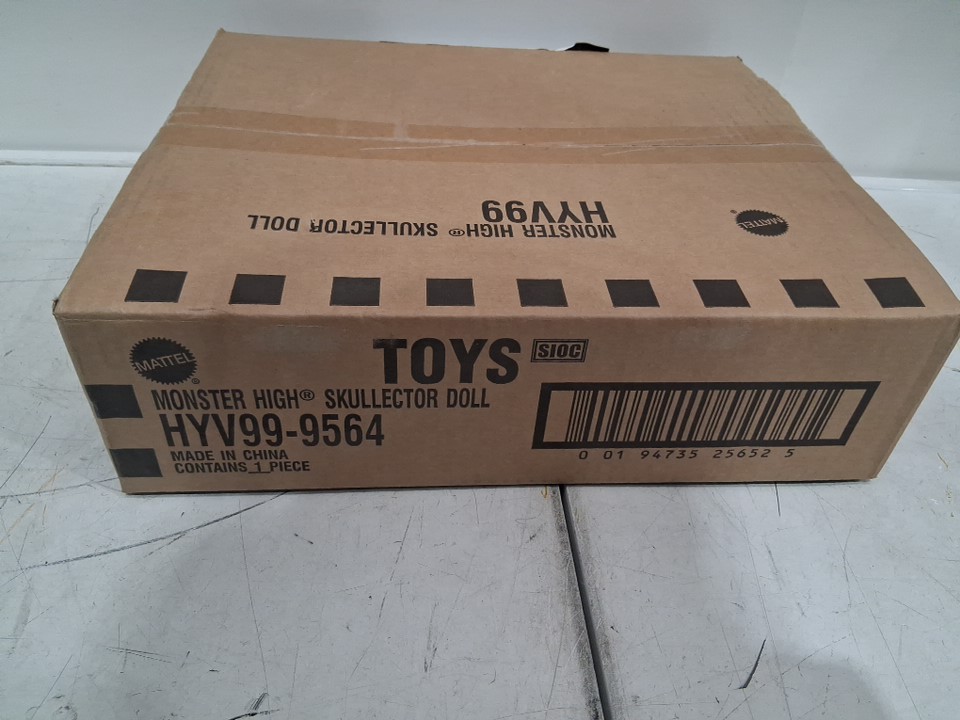 HYV99
MONSTER HIGH® SKULLECTOR DOLL
MATTEL
®
MATTEL
®
TOYS
SIOC
MONSTER HIGH® SKULLECTOR DOLL
HYV99-9564
MADE IN CHINA
CONTAINS 1 PIECE
0 01 94735 25652 5